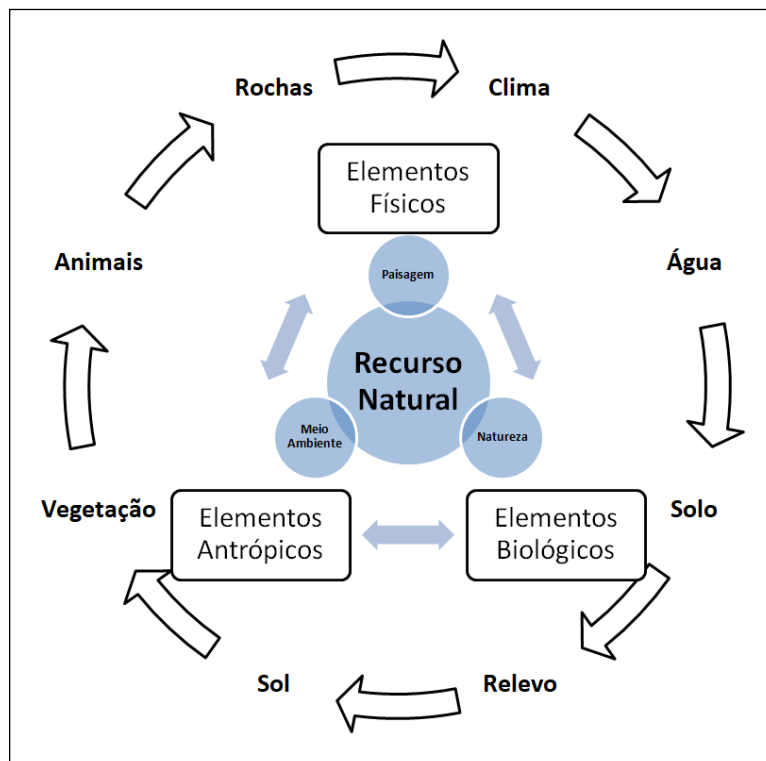 Rochas
Clima
Elementos
Físicos
Animais
Água
Paisagem
Recurso
Natural
Meio
Ambiente
Natureza
Vegetação
Elementos
Antrópicos
Elementos
Biológicos
Solo
Sol
Relevo